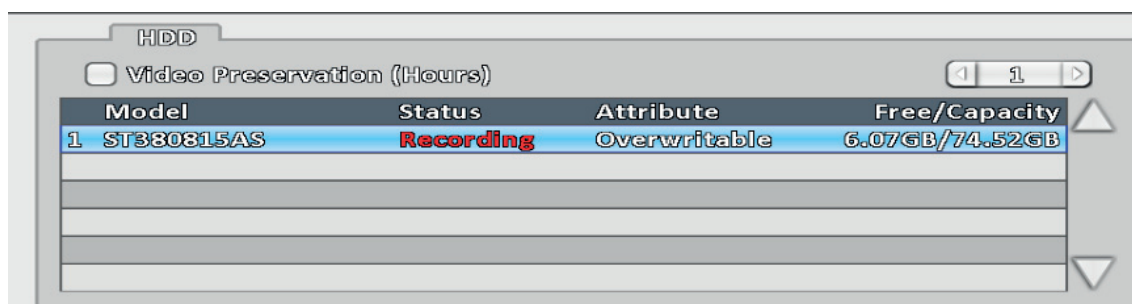 HDD
Video Preservation (Hours) 1
Model Status Attribute Free/Capacity
1 ST380815AS Recording Overwritable 6.07GB/74.52GB